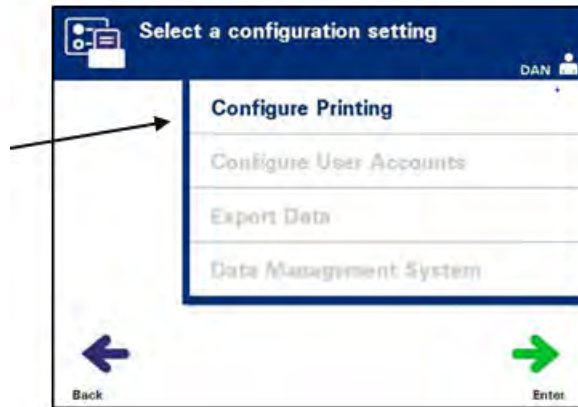 Select a configuration setting
DAN
Configure Printing
Configure User Accounts
Export Data
Data Management System
Back
Enter